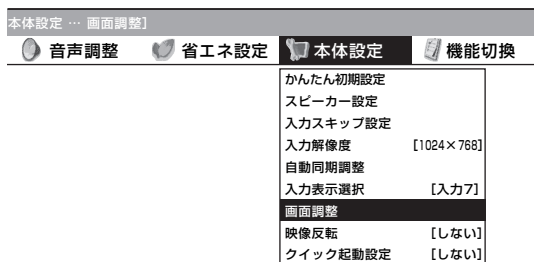 本体設定 … 画面調整]
音声調整 省エネ設定 本体設定 機能切換
かんたん初期設定
スピーカー設定
入力スキップ設定
入力解像度 [1024×768]
自動同期調整
入力表示選択 [入力7]
画面調整
映像反転 [しない]
クイック起動設定 [しない]